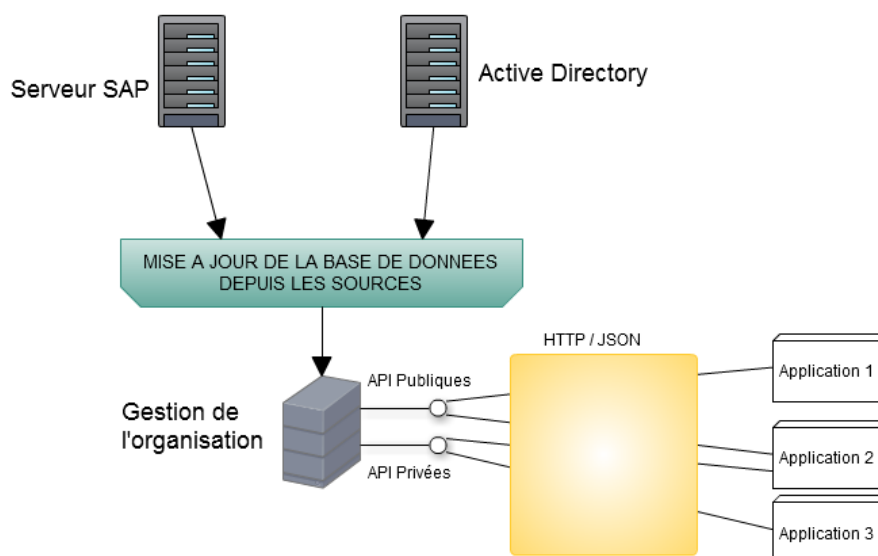 Serveur SAP
Active Directory
MISE A JOUR DE LA BASE DE DONNEES
DEPUIS LES SOURCES
HTTP / JSON
API Publiques
Application 1
Gestion de
l'organisation
Application 2
API Privées
Application 3